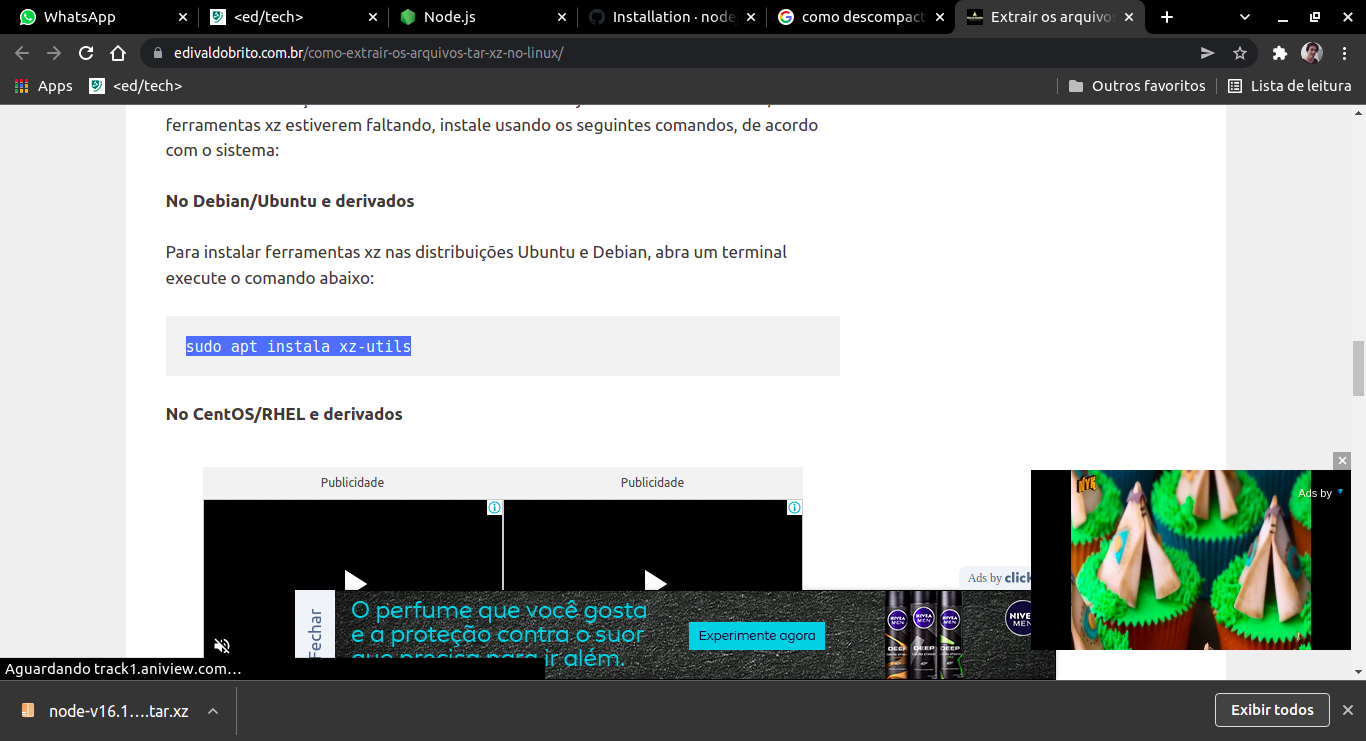 WhatsApp
<ed/tech>
Node.js
Installation · node
como descompact
Extrair os arquivos
edivaldobrito.com.br/como-extrair-os-arquivos-tar-xz-no-linux/
Apps
<ed/tech>
Outros favoritos
Lista de leitura
ferramentas xz estiverem faltando, instale usando os seguintes comandos, de acordo
com o sistema:
No Debian/Ubuntu e derivados
Para instalar ferramentas xz nas distribuições Ubuntu e Debian, abra um terminal
execute o comando abaixo:
sudo apt instala xz-utils
No CentOS/RHEL e derivados
Publicidade
Publicidade
Ads by
Ads by click
Fechar
O perfume que você gosta
e a proteção contra o suor
que precisa para ir além.
Experimente agora
NIVEA
MEN
DEEP
DEEP
DEEP
NIVEA
MEN
Aguardando track1.aniview.com…
node-v16.1….tar.xz
Exibir todos